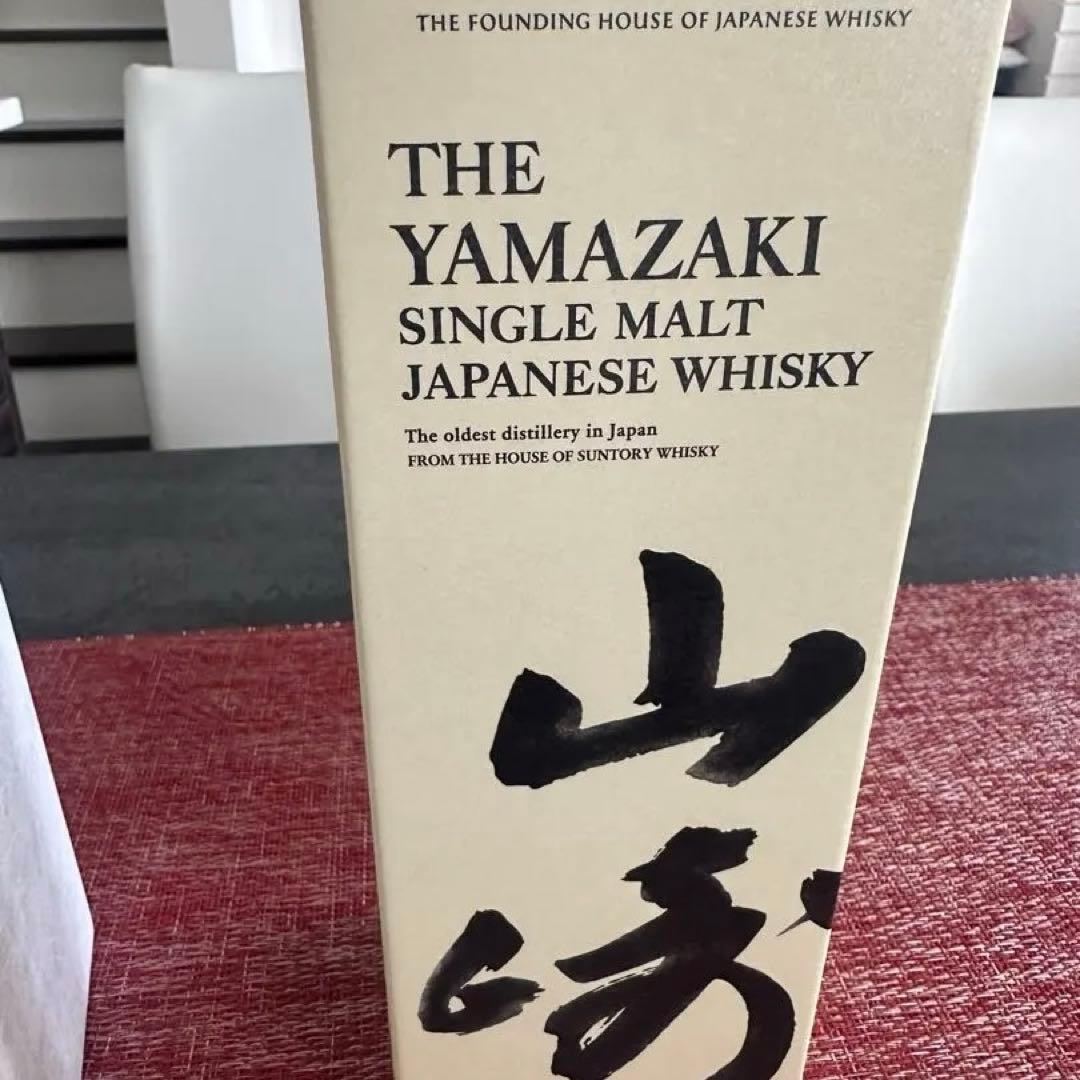 THE FOUNDING HOUSE OF JAPANESE WHISKY
THE
YAMAZAKI
SINGLE MALT
JAPANESE WHISKY
The oldest distillery in Japan
FROM THE HOUSE OF SUNTORY WHISKY
山
崎